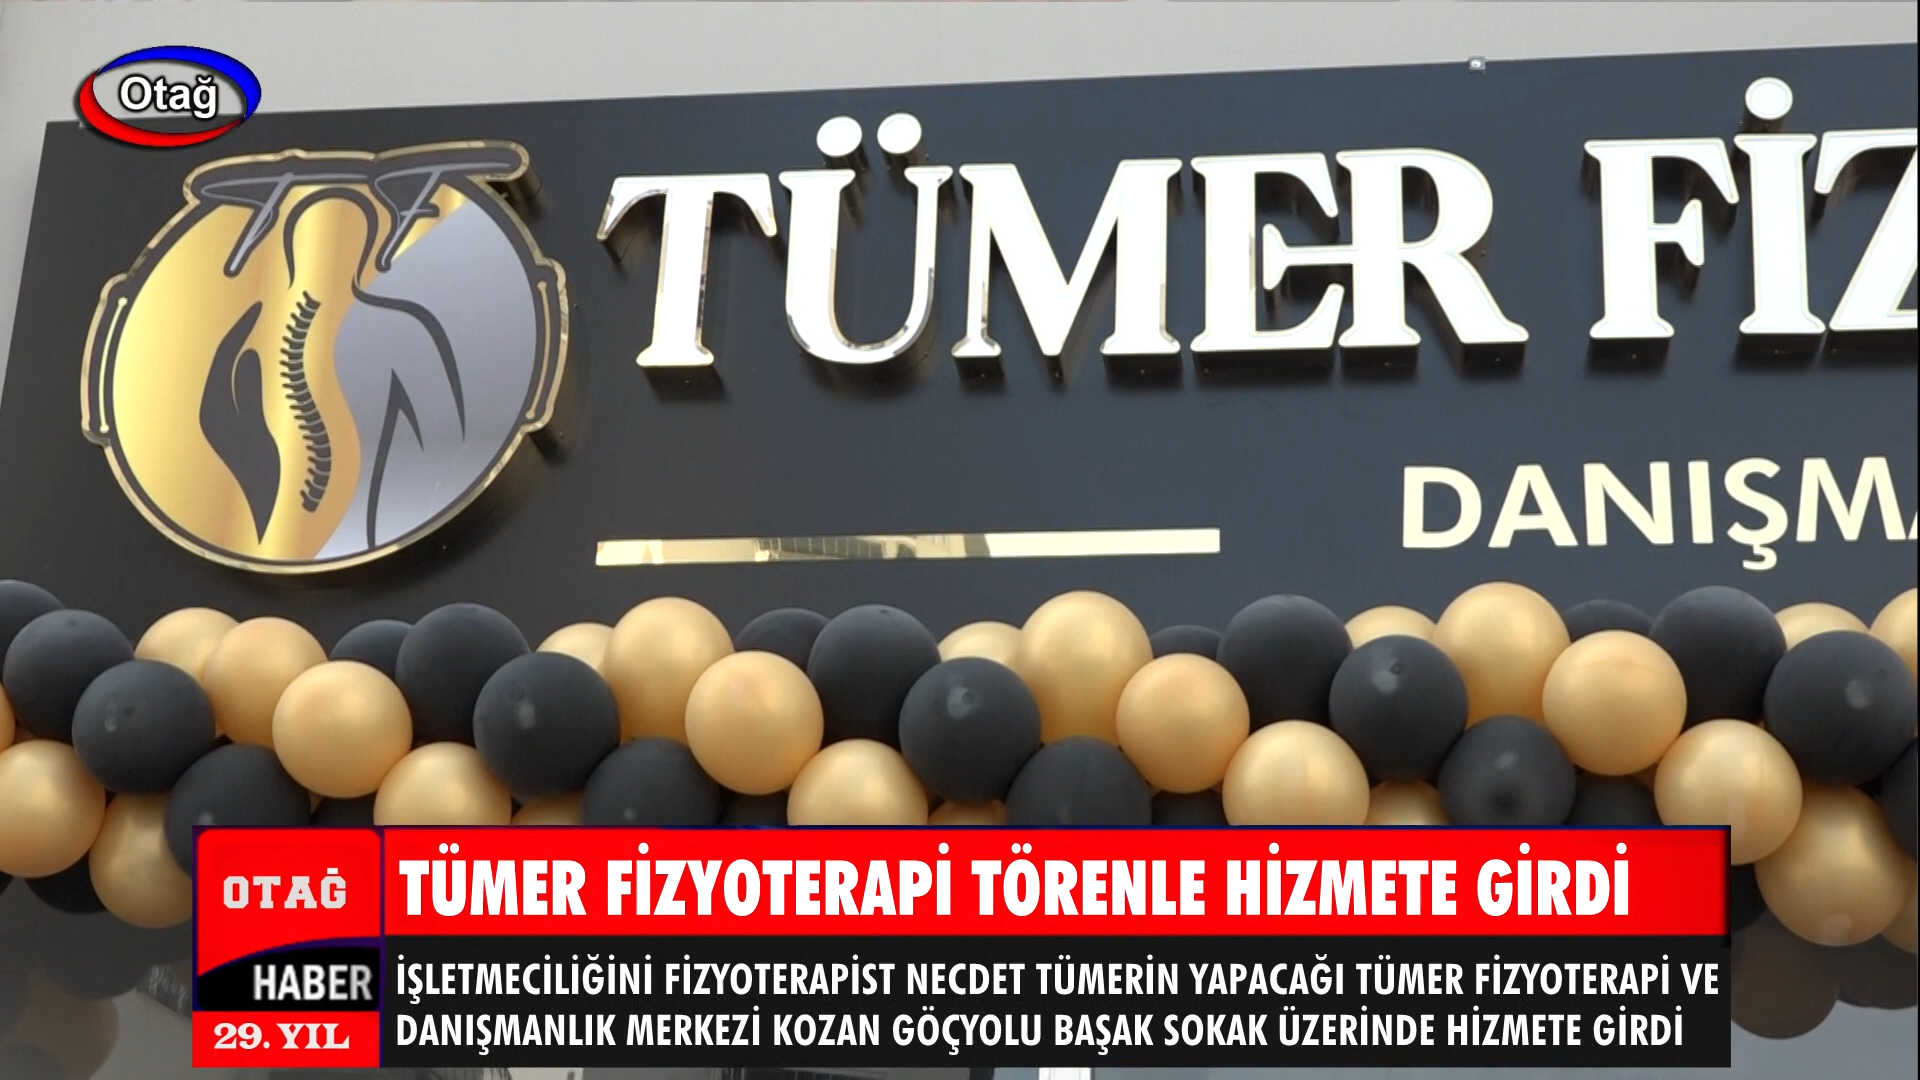 Otağ
TÜMER FİZ
DANIŞMA
OTAĞ
HABER
29. YIL
TÜMER FİZYOTERAPİ TÖRENLE HİZMETE GİRDİ
İŞLETMECİLİĞİNİ FİZYOTERAPİST NECDET TÜMERİN YAPACAĞI TÜMER FİZYOTERAPİ VE
DANIŞMANLIK MERKEZİ KOZAN GÖÇYOLU BAŞAK SOKAK ÜZERİNDE HİZMETE GİRDİ